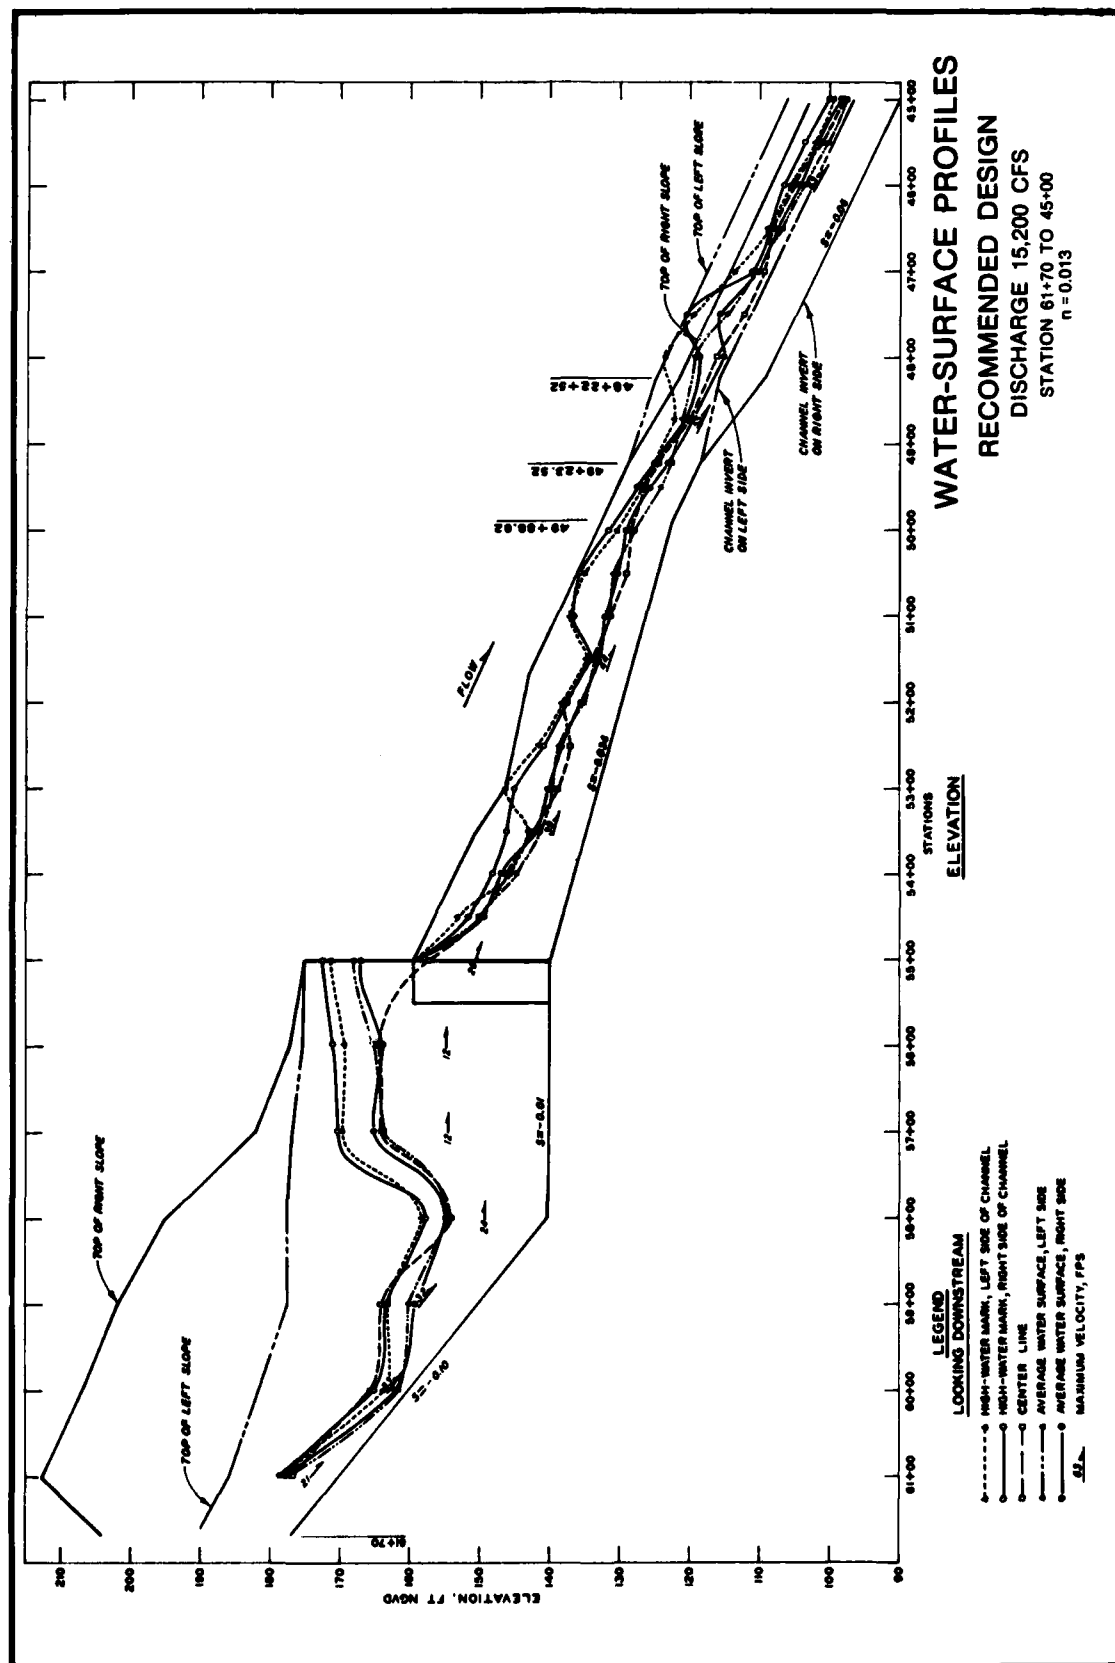 WATER-SURFACE PROFILES
RECOMMENDED DESIGN
DISCHARGE 15,200 CFS
STATION 61+70 TO 45+00
n = 0.013
ELEVATION, FT NGVD
210
200
190
180
170
160
150
140
130
120
110
100
90
61+00
60+00
59+00
58+00
57+00
56+00
55+00
54+00
53+00
52+00
51+00
50+00
49+00
48+00
47+00
46+00
45+00
STATIONS
ELEVATION
61+70
TOP OF LEFT SLOPE
TOP OF RIGHT SLOPE
S=-0.10
21
24
12
12
S=-0.01
26
FLOW
S=-0.034
49+23.52
48+22+52
CHANNEL INVERT
ON LEFT SIDE
CHANNEL INVERT
ON RIGHT SIDE
TOP OF RIGHT SLOPE
TOP OF LEFT SLOPE
LEGEND
LOOKING DOWNSTREAM
HIGH-WATER MARK, LEFT SIDE OF CHANNEL
HIGH-WATER MARK, RIGHT SIDE OF CHANNEL
CENTER LINE
AVERAGE WATER SURFACE, LEFT SIDE
AVERAGE WATER SURFACE, RIGHT SIDE
MAXIMUM VELOCITY, FPS